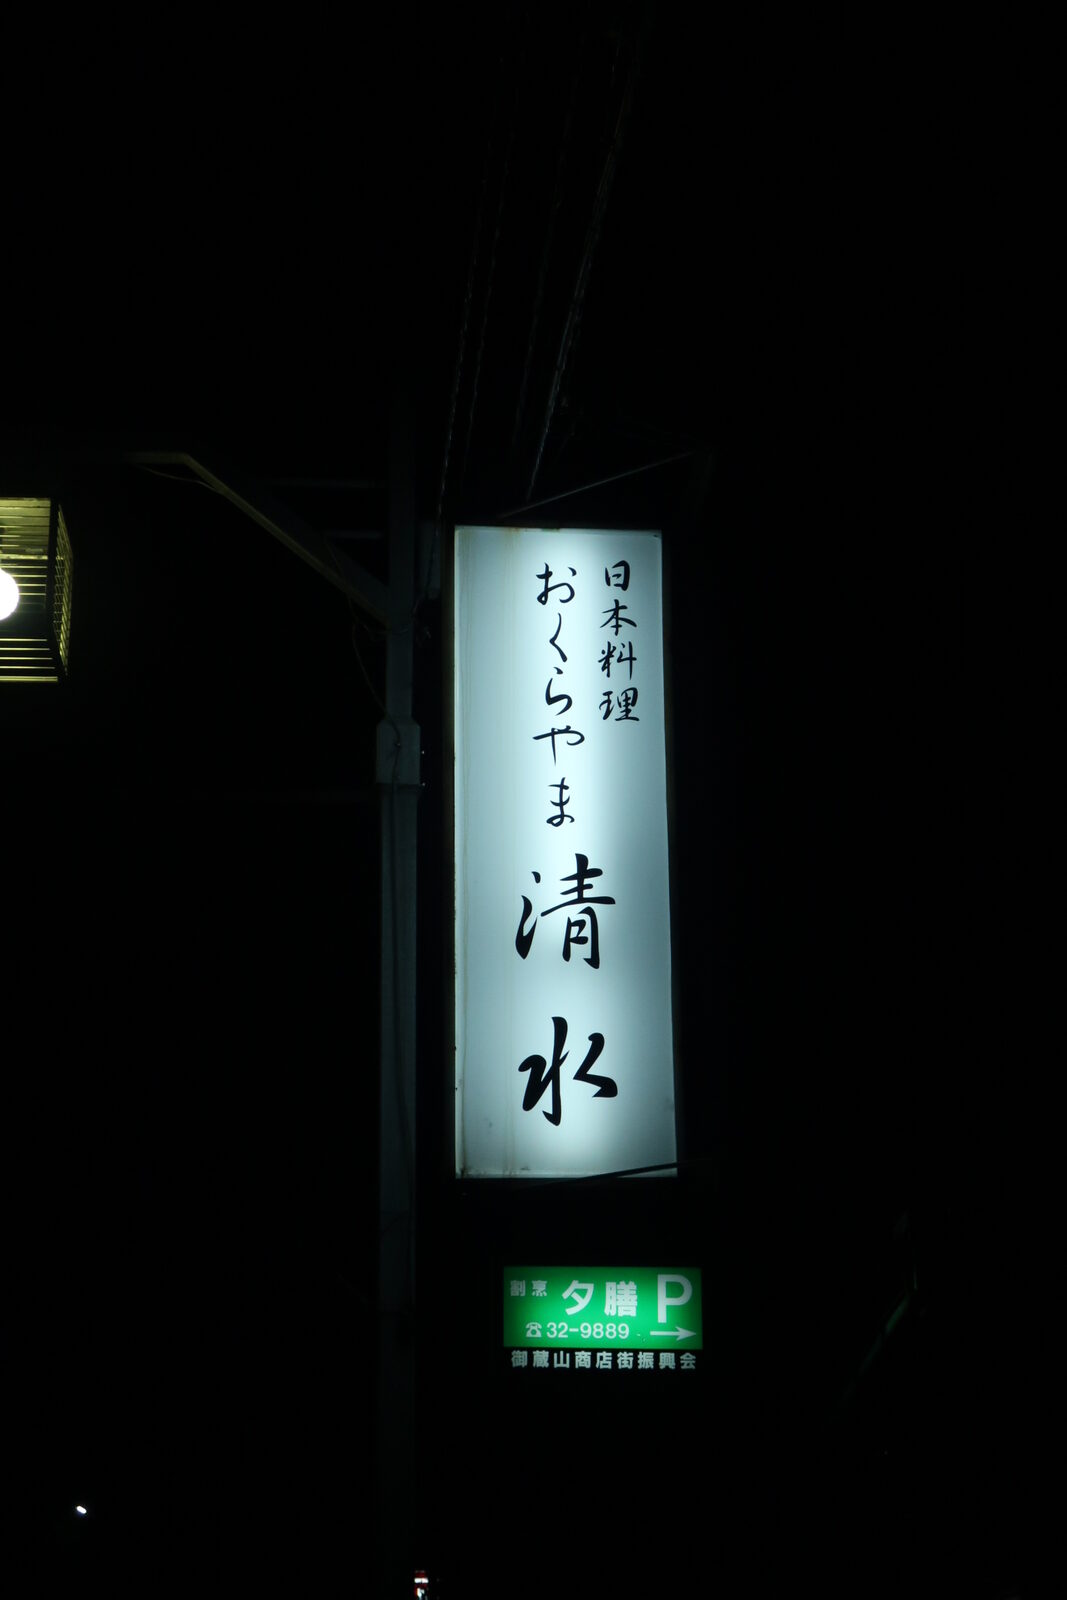 日本料理
おくらやま 清水
割烹 夕膳 P
☎32-9889 →
御蔵山商店街振興会